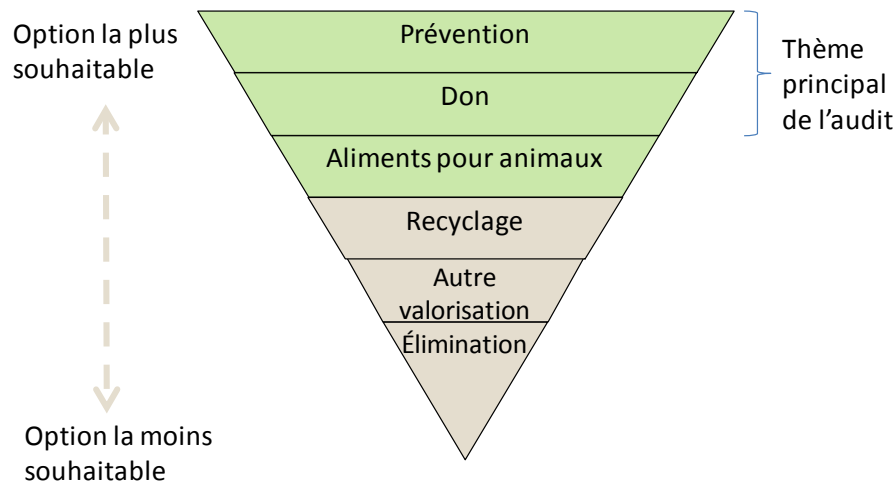 Option la plus
souhaitable
Prévention
Don
Aliments pour animaux
Recyclage
Autre
valorisation
Élimination
Thème
principal
de l'audit
Option la moins
souhaitable